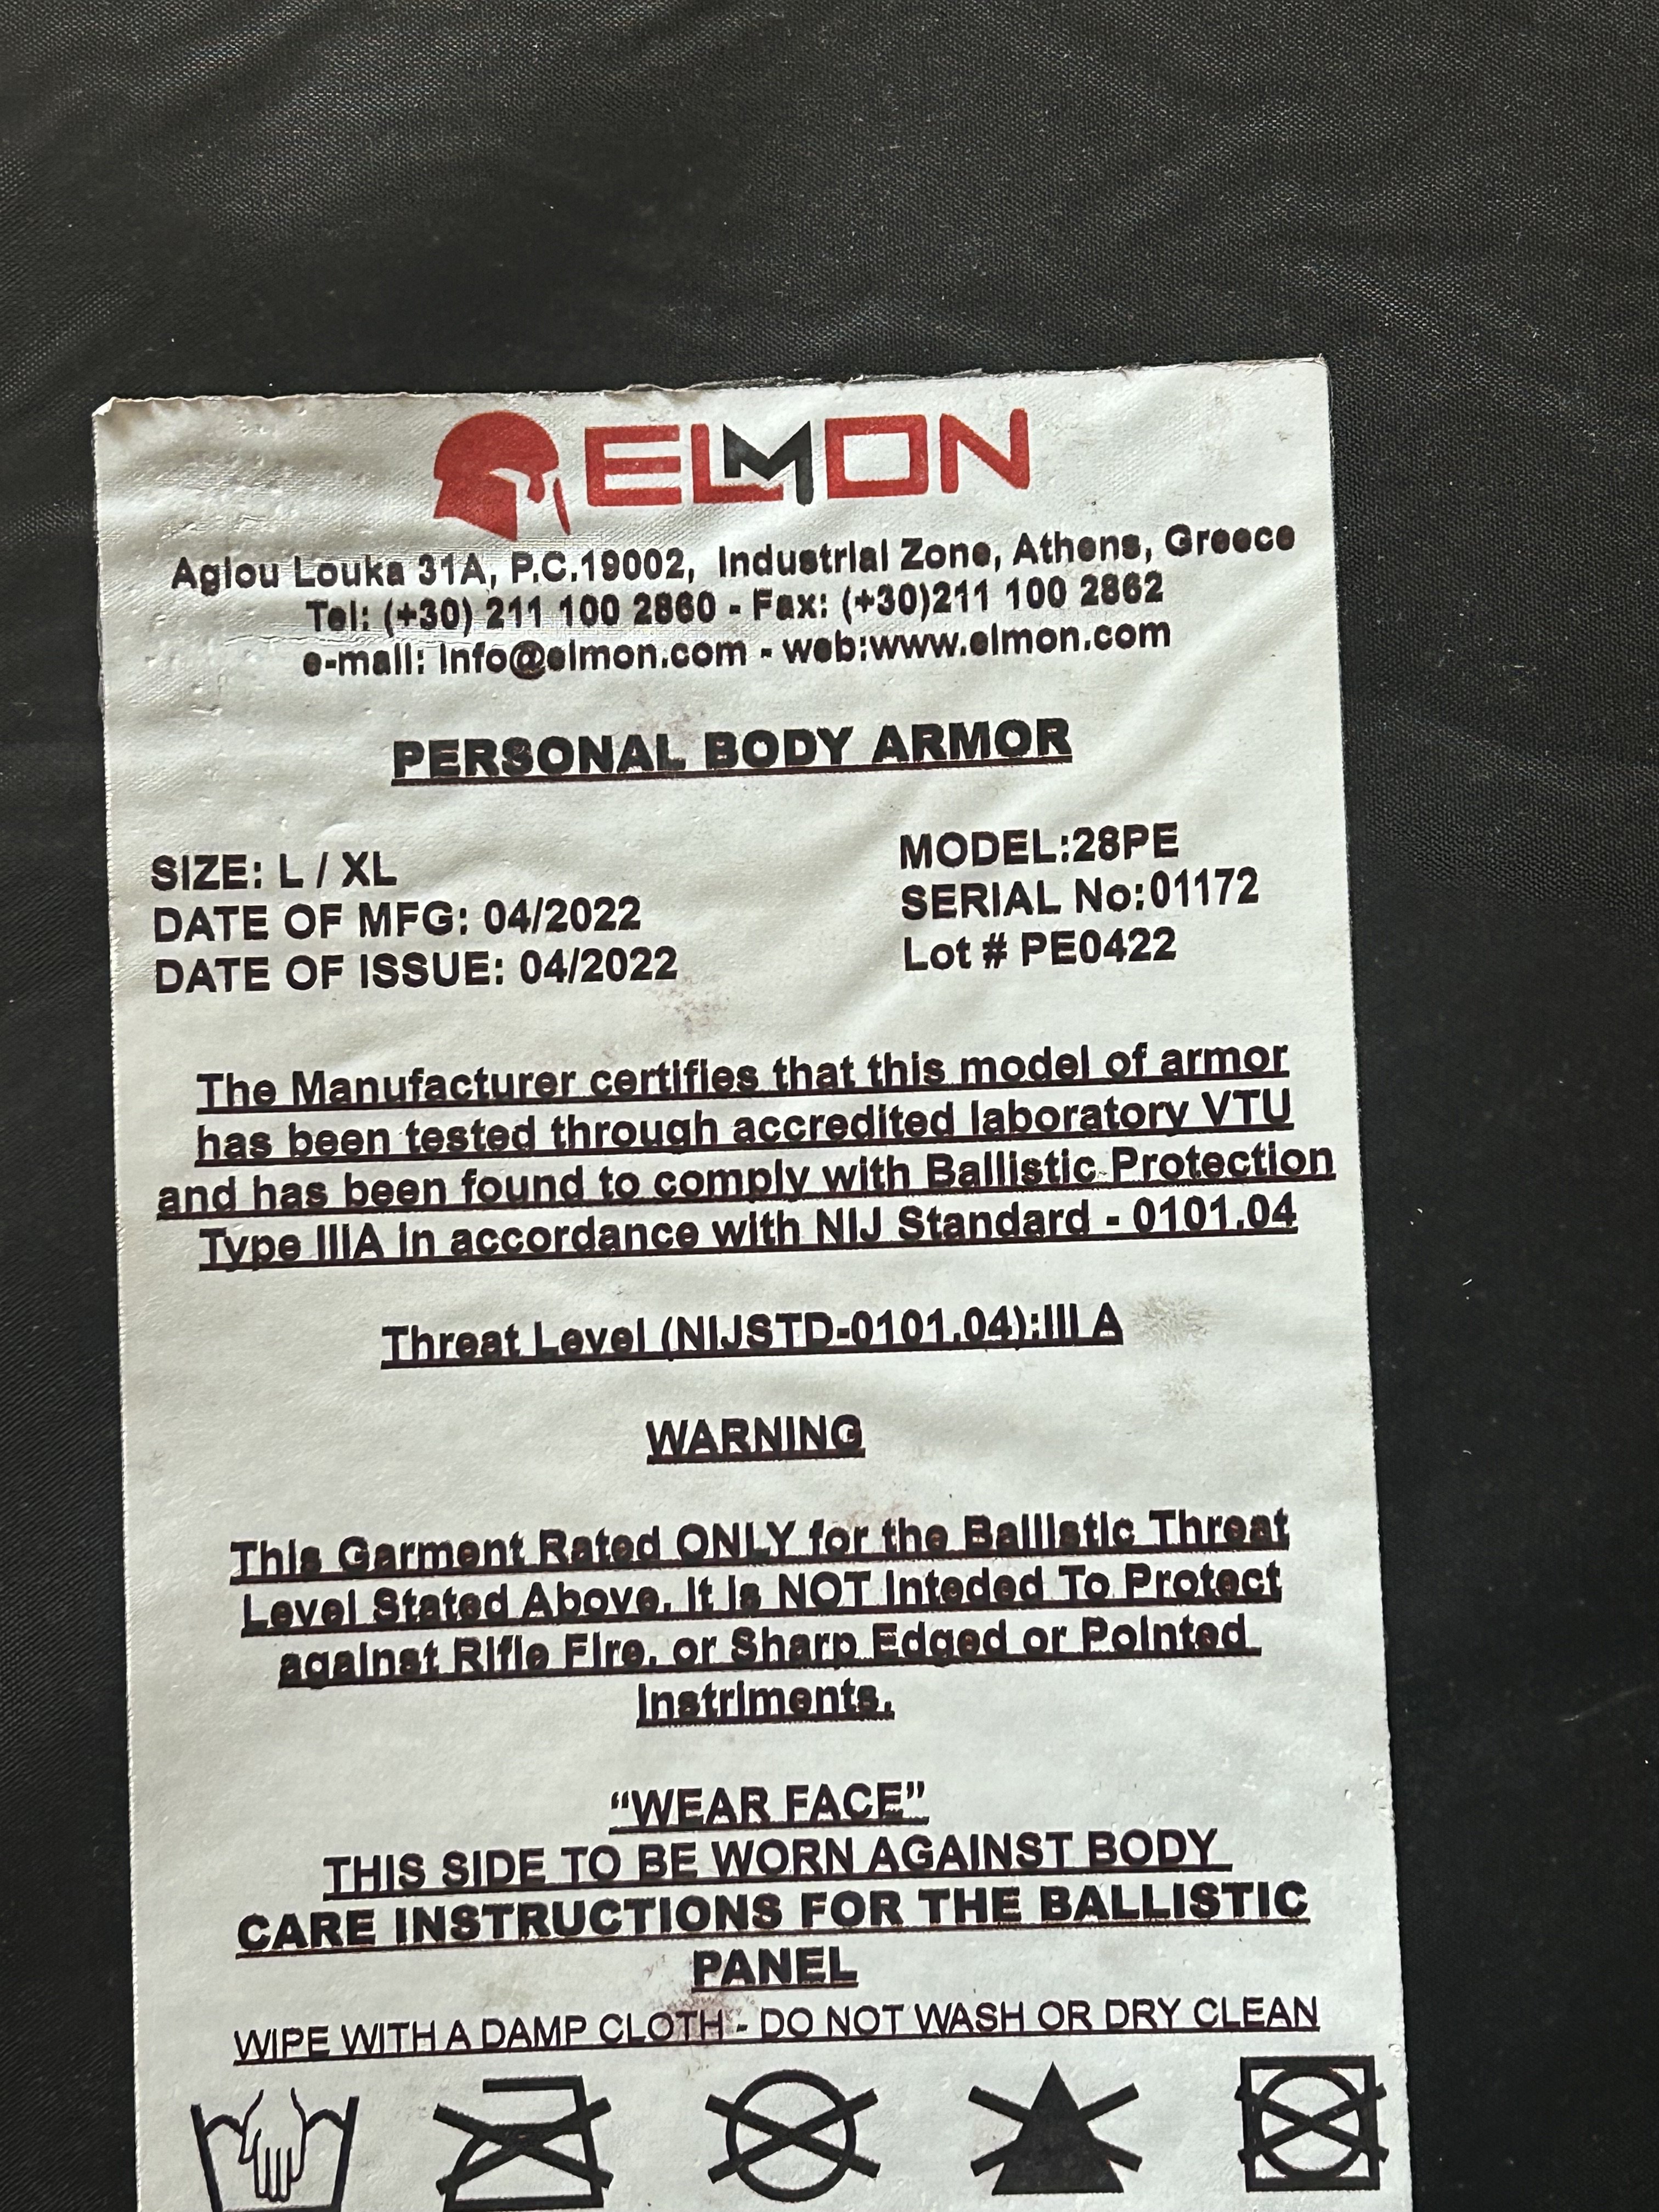 ELMON
Agiou Louka 31A, P.C.19002, Industrial Zone, Athens, Greece
Tel: (+30) 211 100 2860 - Fax: (+30)211 100 2862
e-mail: info@elmon.com - web:www.elmon.com
PERSONAL BODY ARMOR
SIZE: L / XL
DATE OF MFG: 04/2022
DATE OF ISSUE: 04/2022
MODEL:28PE
SERIAL No:01172
Lot # PE0422
The Manufacturer certifies that this model of armor
has been tested through accredited laboratory VTU
and has been found to comply with Ballistic Protection
Type IIIA in accordance with NIJ Standard - 0101.04
Threat Level (NIJSTD-0101.04):III A
WARNING
This Garment Rated ONLY for the Ballistic Threat
Level Stated Above. It Is NOT Inteded To Protect
against Rifle Fire, or Sharp Edged or Pointed
Instriments.
“WEAR FACE”
THIS SIDE TO BE WORN AGAINST BODY
CARE INSTRUCTIONS FOR THE BALLISTIC
PANEL
WIPE WITH A DAMP CLOTH - DO NOT WASH OR DRY CLEAN